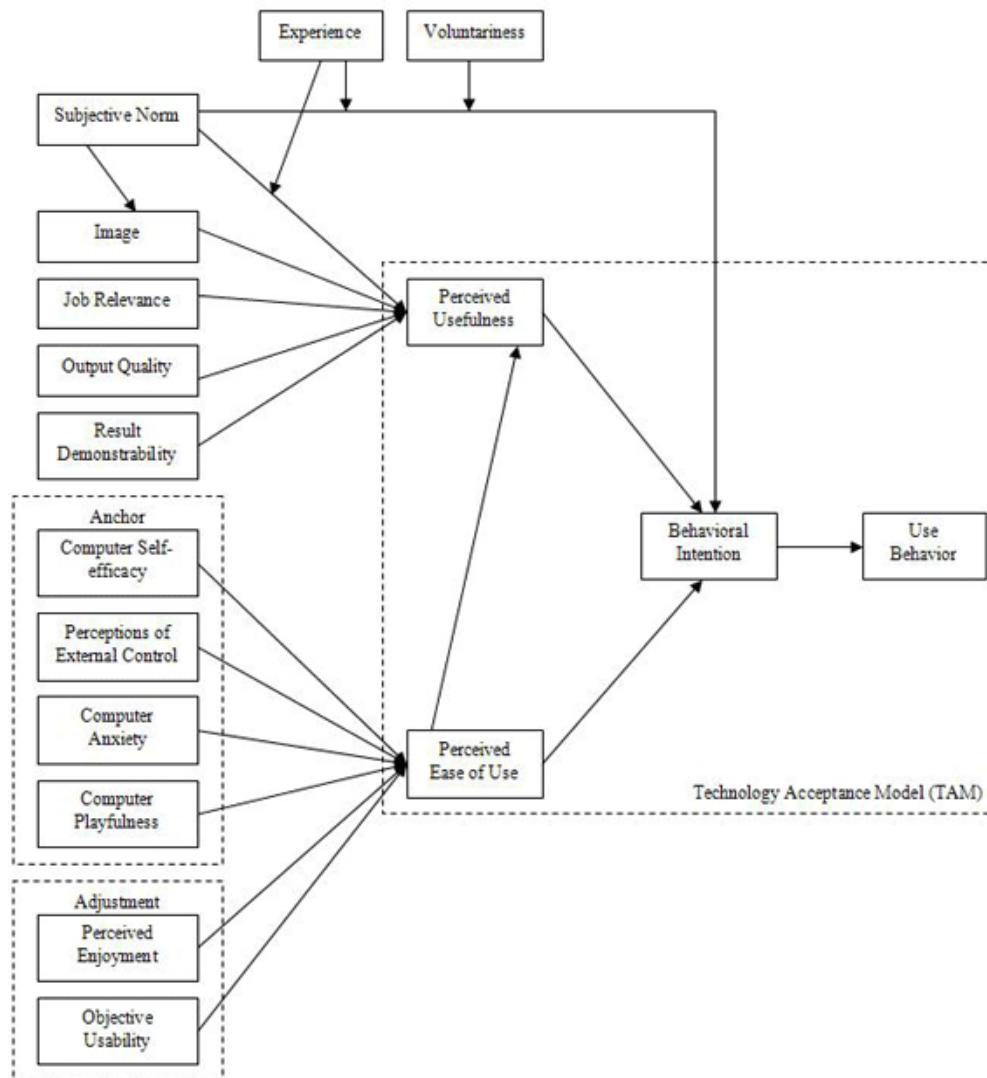 Experience
Voluntariness
Subjective Norm
Image
Job Relevance
Perceived
Usefulness
Output Quality
Result
Demonstrability
Anchor
Computer Self-
efficacy
Behavioral
Intention
Use
Behavior
Perceptions of
External Control
Computer
Anxiety
Perceived
Ease of Use
Computer
Playfulness
Technology Acceptance Model (TAM)
Adjustment
Perceived
Enjoyment
Objective
Usability